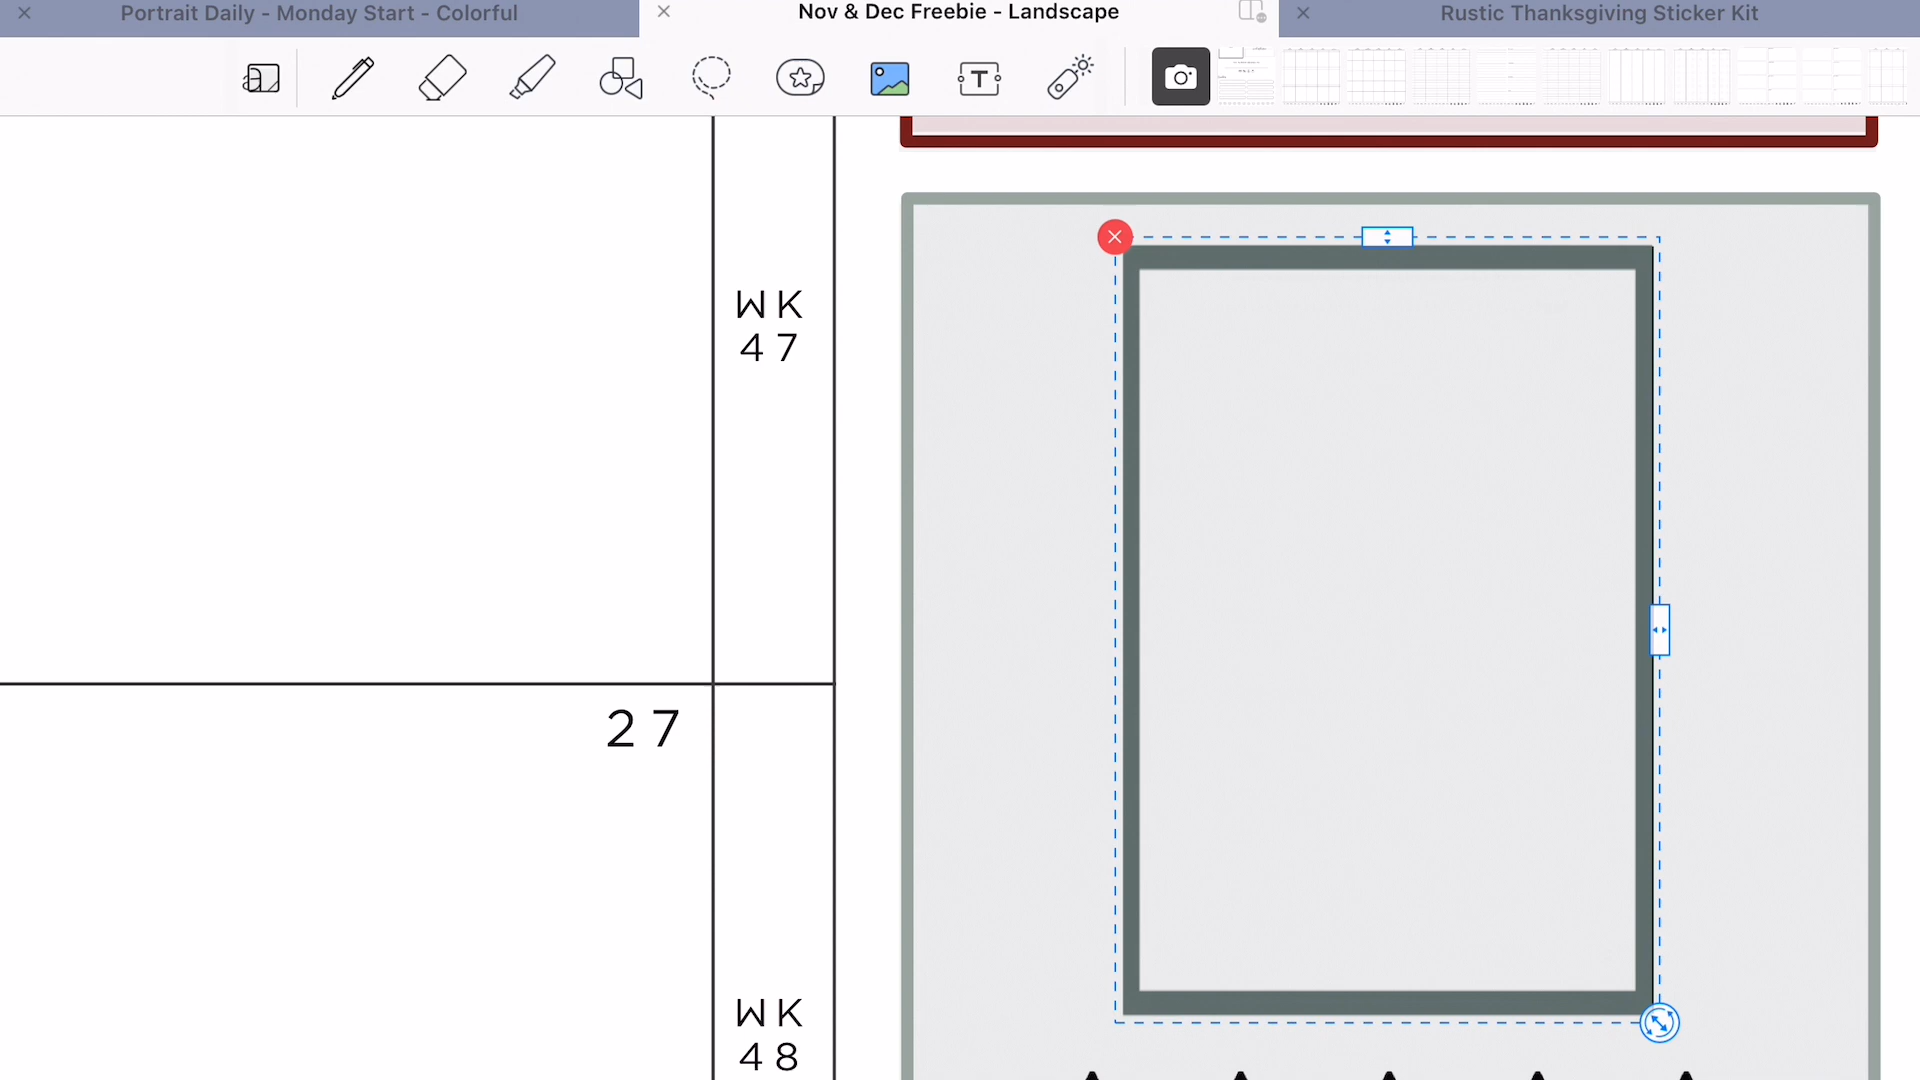 Portrait Daily - Monday Start - Colorful
Nov & Dec Freebie - Landscape
Rustic Thanksgiving Sticker Kit
WK
47
27
WK
48